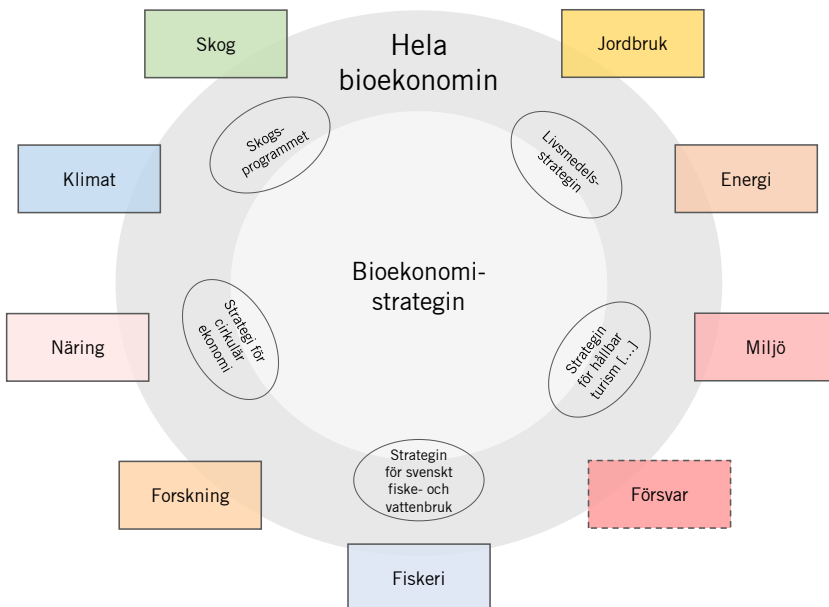 Skog
Hela
bioekonomin
Jordbruk
Skogs-
programmet
Livsmedels-
strategin
Klimat
Energi
Bioekonomi-
strategin
Strategi för
cirkulär
ekonomi
Strategin
för hållbar
turism [...]
Näring
Miljö
Strategin
för svenskt
fiske- och
vattenbruk
Forskning
Försvar
Fiskeri